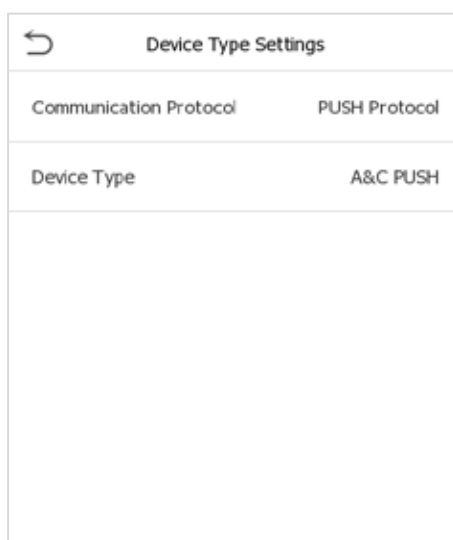 Device Type Settings
Communication Protocol PUSH Protocol
Device Type A&C PUSH